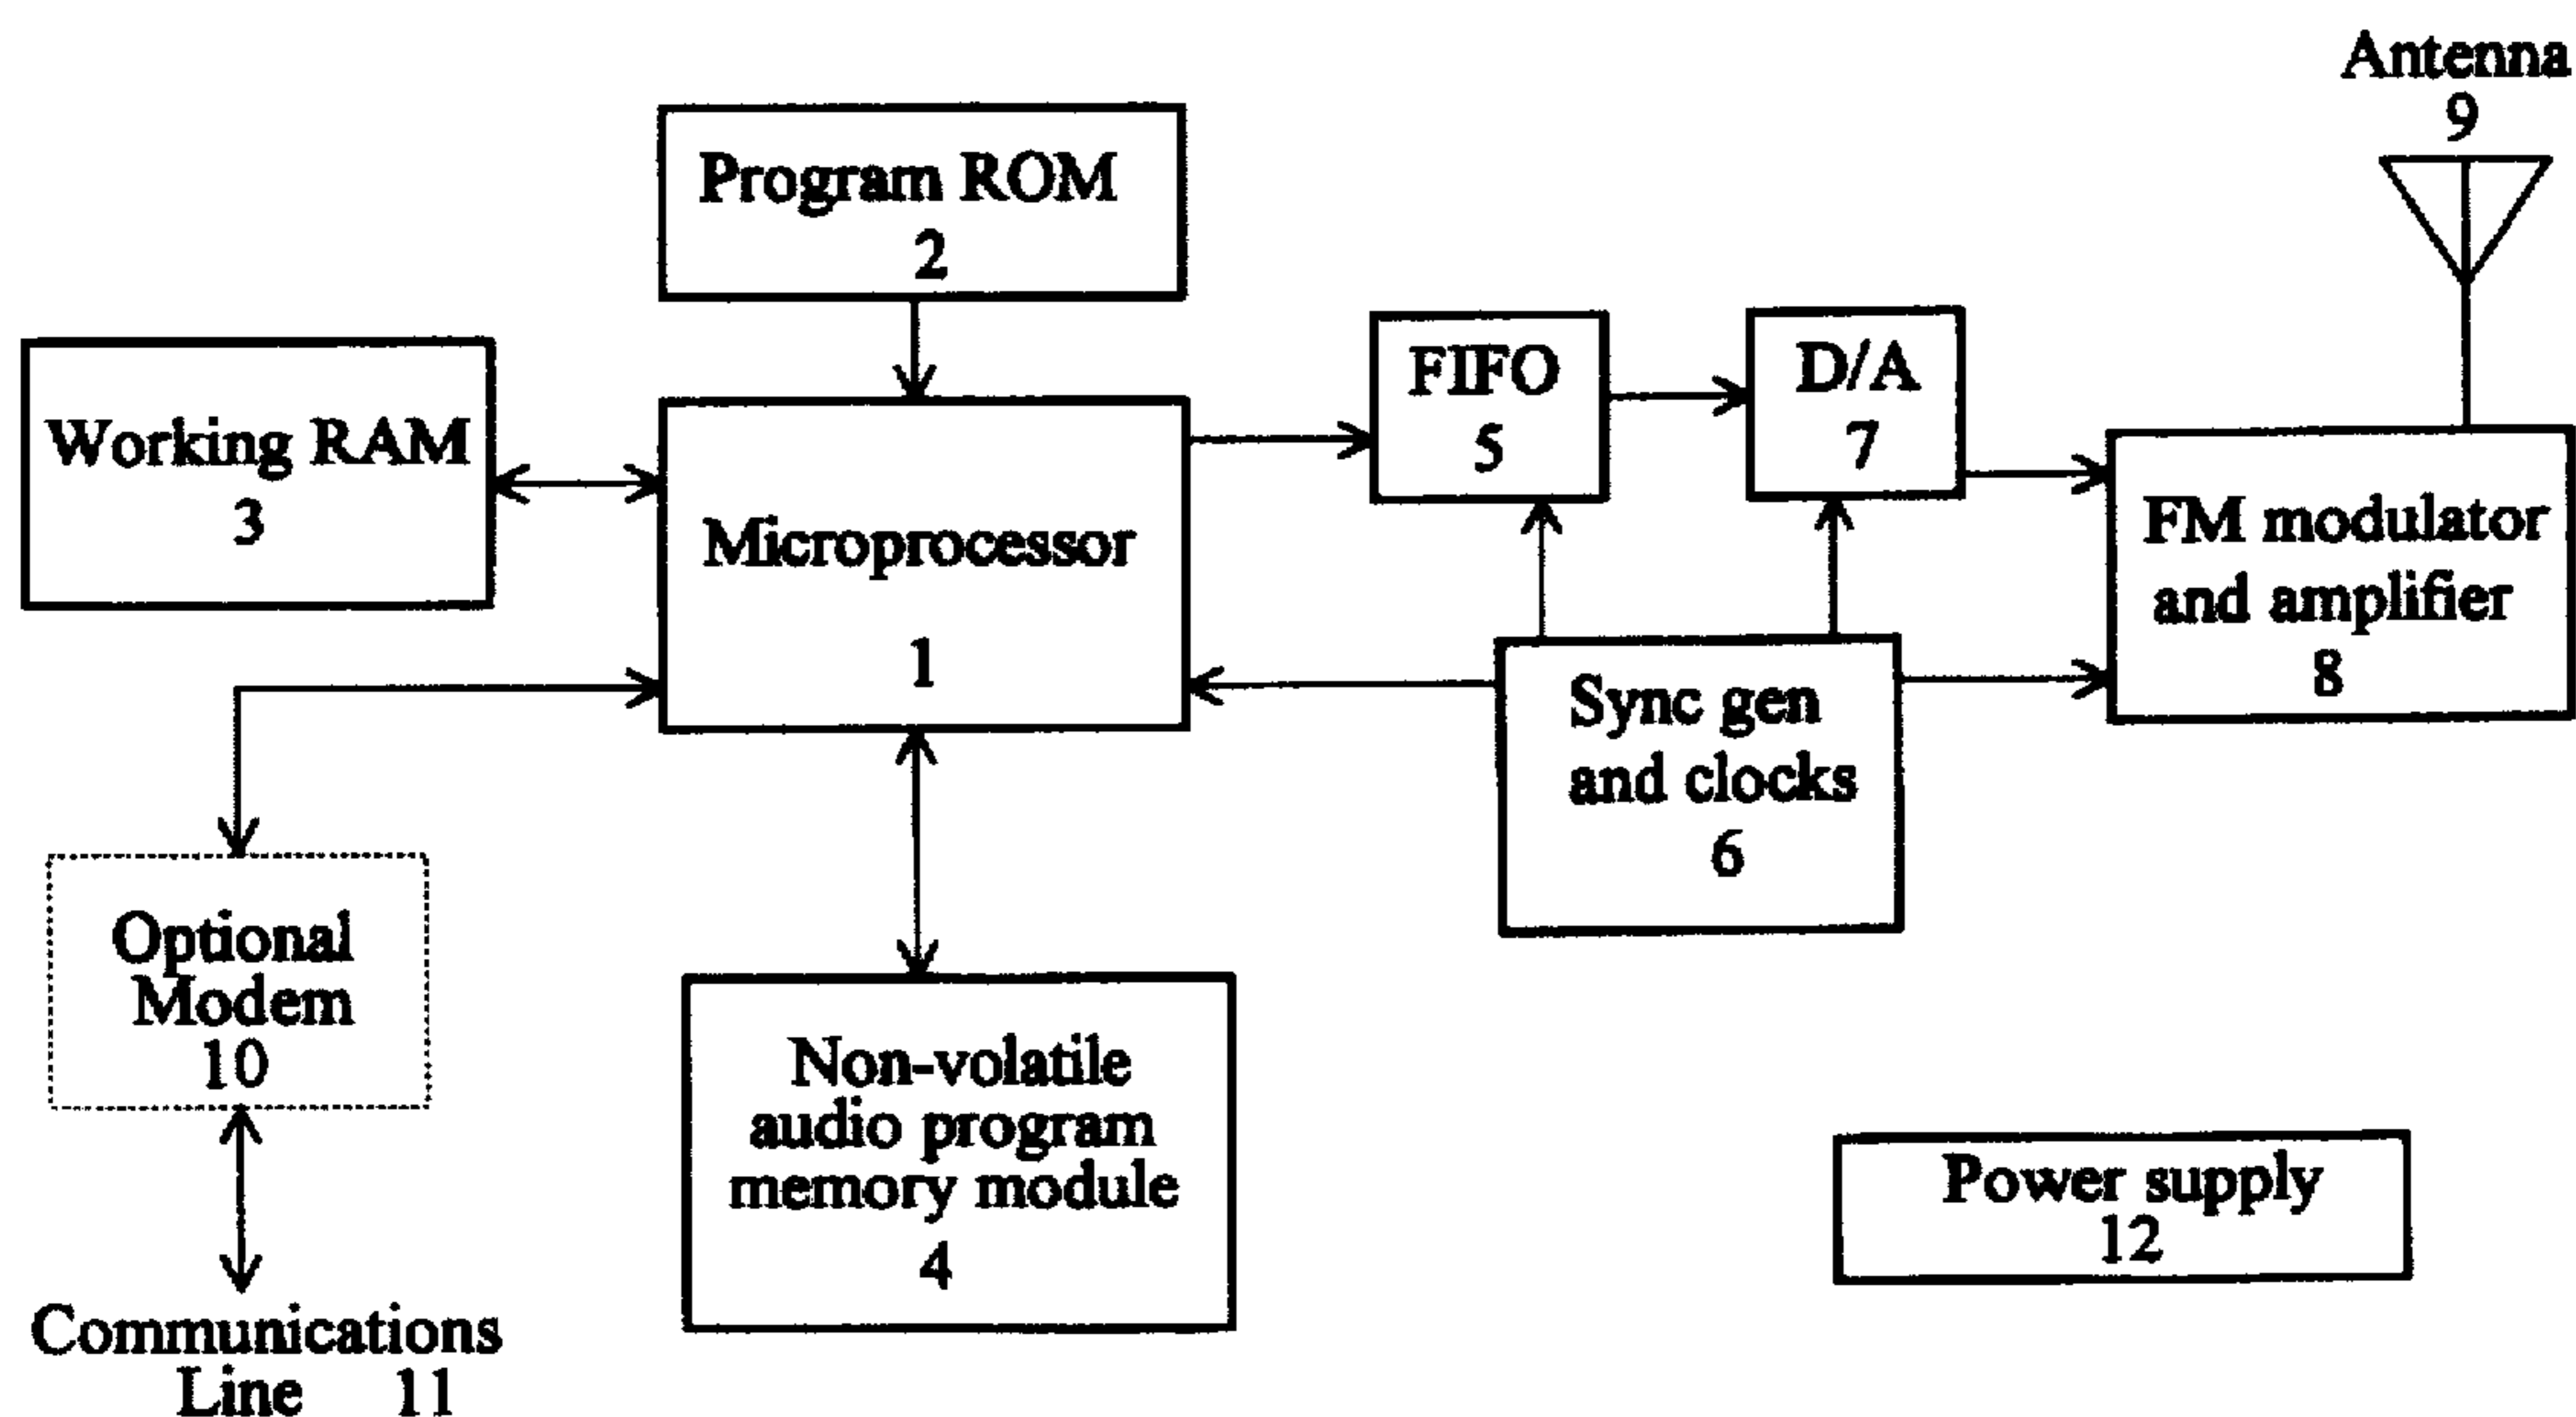 Antenna
9
Program ROM
2
Working RAM
3
Microprocessor
1
FIFO
5
D/A
7
FM modulator
and amplifier
8
Sync gen
and clocks
6
Optional
Modem
10
Communications
Line 11
Non-volatile
audio program
memory module
4
Power supply
12